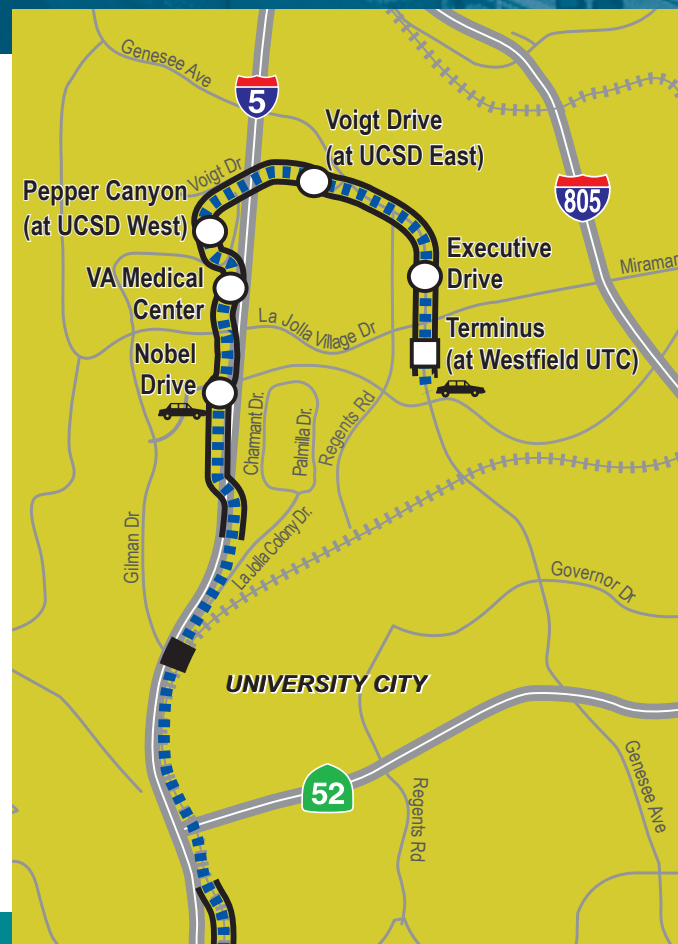 Genesee Ave
5
Voigt Drive
(at UCSD East)
805
Voigt Dr
Pepper Canyon
(at UCSD West)
Executive
Drive
Miramar
VA Medical
Center
La Jolla Village Dr
Terminus
(at Westfield UTC)
Nobel
Drive
Charmant Dr.
Palmilla Dr.
Regents Rd
Gilman Dr
La Jolla Colony Dr.
Governor Dr
UNIVERSITY CITY
52
Regents Rd
Genesee Ave